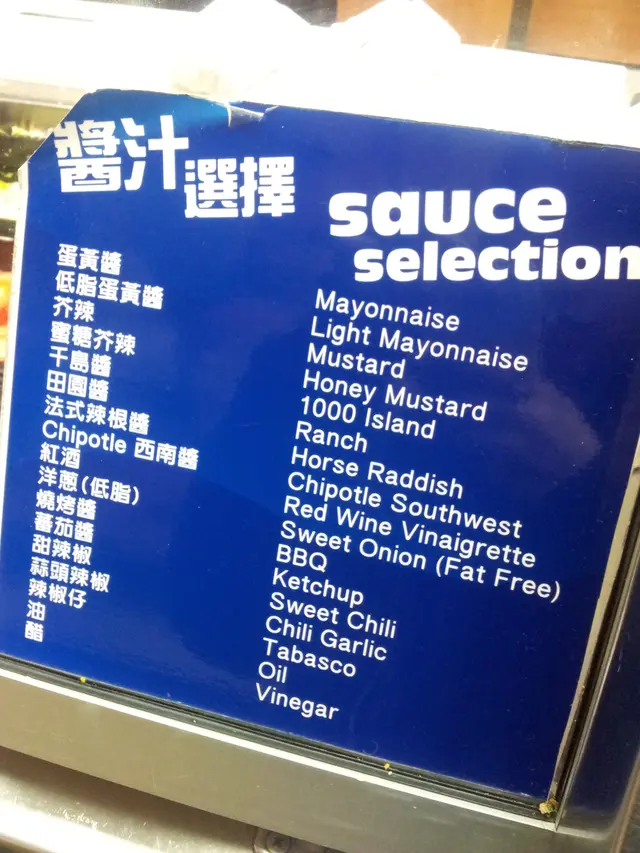 醬汁
選擇
sauce
selection
蛋黃醬
低脂蛋黃醬
芥辣
蜜糖芥辣
千島醬
田園醬
法式辣根醬
Chipotle 西南醬
紅酒
洋蔥(低脂)
燒烤醬
蕃茄醬
甜辣椒
蒜頭辣椒
辣椒仔
油
醋
Mayonnaise
Light Mayonnaise
Mustard
Honey Mustard
1000 Island
Ranch
Horse Raddish
Chipotle Southwest
Red Wine Vinaigrette
Sweet Onion (Fat Free)
BBQ
Ketchup
Sweet Chili
Chili Garlic
Tabasco
Oil
Vinegar